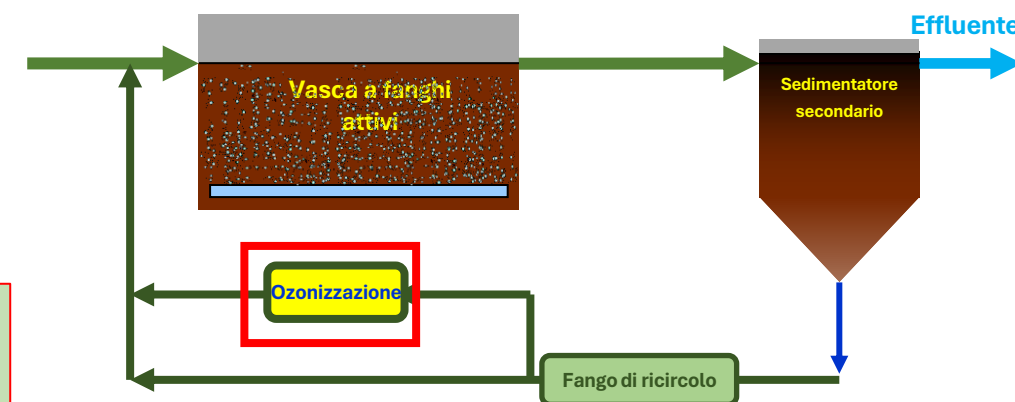 Effluente
Vasca a fanghi
attivi
Sedimentatore
secondario
Ozonizzazione
Fango di ricircolo